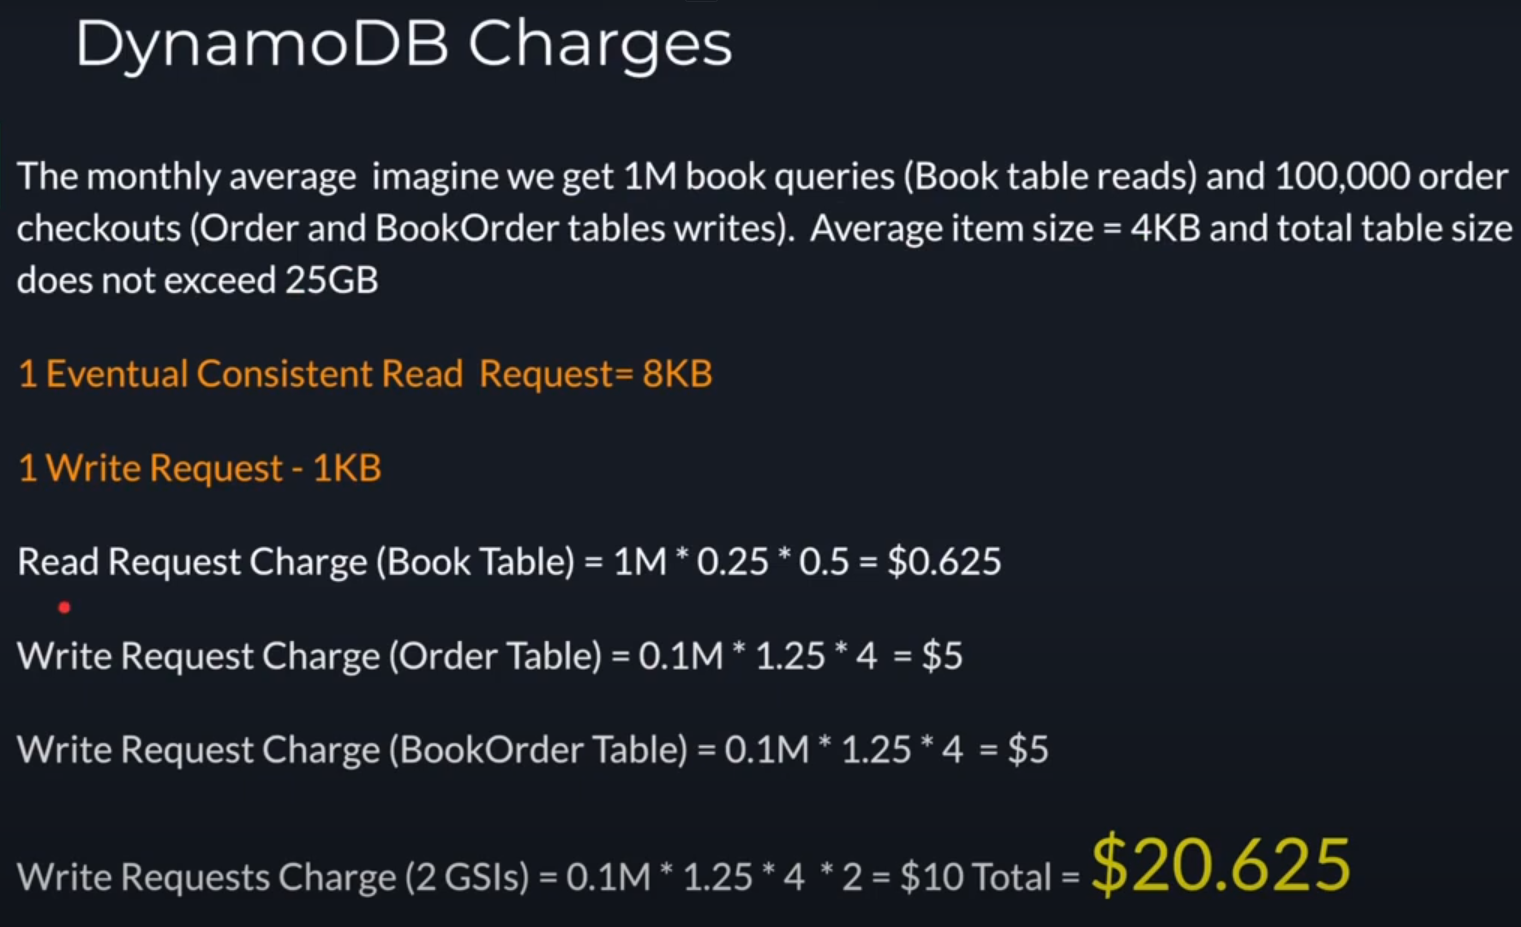 DynamoDB Charges
The monthly average imagine we get 1M book queries (Book table reads) and 100,000 order
checkouts (Order and BookOrder tables writes). Average item size = 4KB and total table size
does not exceed 25GB
1 Eventual Consistent Read Request= 8KB
1 Write Request - 1KB
Read Request Charge (Book Table) = 1M * 0.25 * 0.5 = $0.625
Write Request Charge (Order Table) = 0.1M * 1.25 * 4 = $5
Write Request Charge (BookOrder Table) = 0.1M * 1.25 * 4 = $5
Write Requests Charge (2 GSIs) = 0.1M * 1.25 * 4 * 2 = $10 Total = $20.625